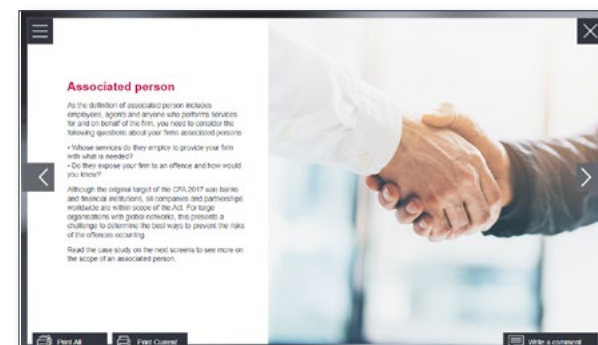 Associated person
As the definition of associated person includes
employees, agents and anyone who performs services
for and on behalf of the firm, you need to consider the
following questions about your firms associated persons
• Whose services do they employ to provide your firm
with what is needed?
• Do they expose your firm to an offence and how would
you know?
Although the original target of the CFA 2017 was banks
and financial institutions, all companies and partnerships
worldwide are within scope of the Act. For large
organisations with global networks, this presents a
challenge to determine the best ways to prevent the risks
of the offences occurring.
Read the case study on the next screens to see more on
the scope of an associated person.
Print All
Print Current
Write a comment